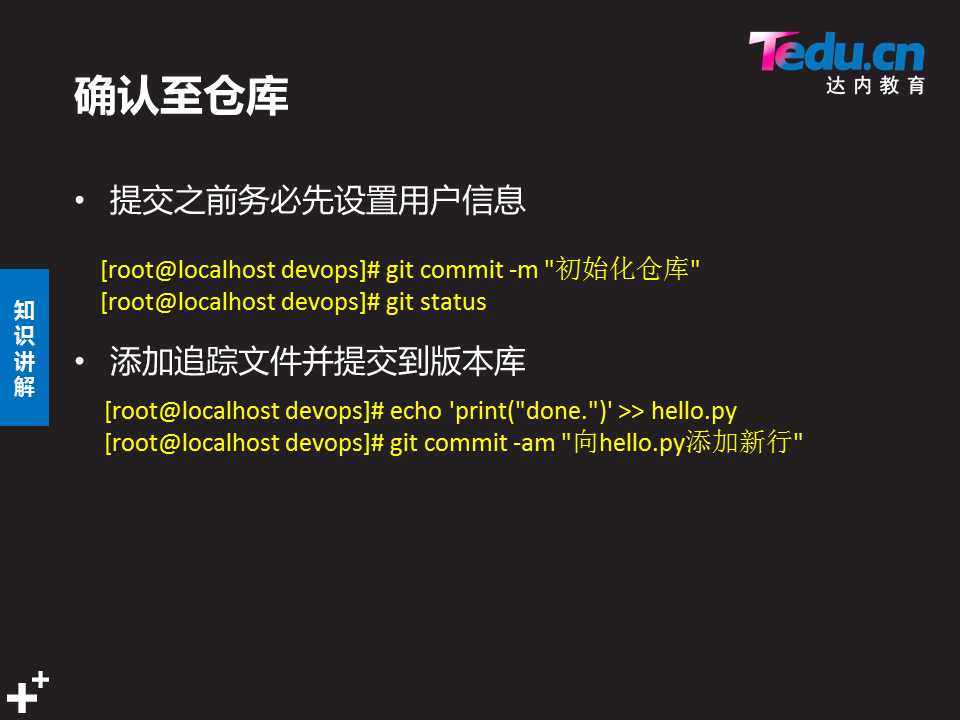 Tedu.cn
达内教育
确认至仓库
• 提交之前务必先设置用户信息
[root@localhost devops]# git commit -m "初始化仓库"
[root@localhost devops]# git status
知识讲解
• 添加追踪文件并提交到版本库
[root@localhost devops]# echo 'print("done.")' >> hello.py
[root@localhost devops]# git commit -am "向hello.py添加新行"